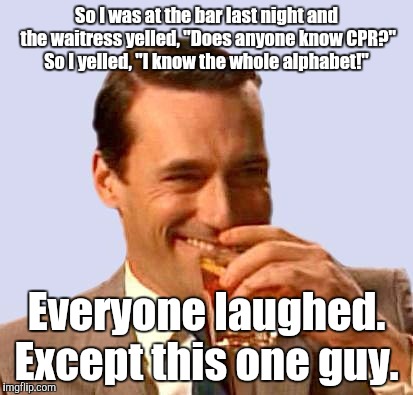 So I was at the bar last night and
the waitress yelled, "Does anyone know CPR?"
So I yelled, "I know the whole alphabet!"
Everyone laughed.
Except this one guy.
imgflip.com